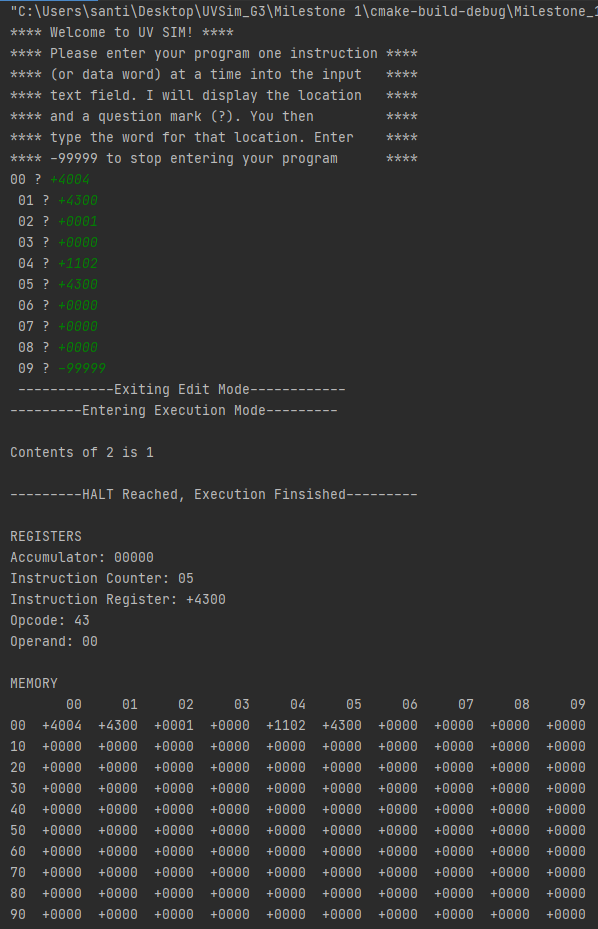 "C:\Users\santi\Desktop\UVSim_G3\Milestone 1\cmake-build-debug\Milestone_1
**** Welcome to UV SIM! ****
**** Please enter your program one instruction ****
**** (or data word) at a time into the input   ****
**** text field. I will display the location   ****
**** and a question mark (?). You then         ****
**** type the word for that location. Enter    ****
**** -99999 to stop entering your program      ****
00 ? +4004
 01 ? +4300
 02 ? +0001
 03 ? +0000
 04 ? +1102
 05 ? +4300
 06 ? +0000
 07 ? +0000
 08 ? +0000
 09 ? -99999
 ------------Exiting Edit Mode------------
---------Entering Execution Mode---------
Contents of 2 is 1
---------HALT Reached, Execution Finsished---------
REGISTERS
Accumulator: 00000
Instruction Counter: 05
Instruction Register: +4300
Opcode: 43
Operand: 00
MEMORY
       00     01     02     03     04     05     06     07     08     09
00  +4004  +4300  +0001  +0000  +1102  +4300  +0000  +0000  +0000  +0000
10  +0000  +0000  +0000  +0000  +0000  +0000  +0000  +0000  +0000  +0000
20  +0000  +0000  +0000  +0000  +0000  +0000  +0000  +0000  +0000  +0000
30  +0000  +0000  +0000  +0000  +0000  +0000  +0000  +0000  +0000  +0000
40  +0000  +0000  +0000  +0000  +0000  +0000  +0000  +0000  +0000  +0000
50  +0000  +0000  +0000  +0000  +0000  +0000  +0000  +0000  +0000  +0000
60  +0000  +0000  +0000  +0000  +0000  +0000  +0000  +0000  +0000  +0000
70  +0000  +0000  +0000  +0000  +0000  +0000  +0000  +0000  +0000  +0000
80  +0000  +0000  +0000  +0000  +0000  +0000  +0000  +0000  +0000  +0000
90  +0000  +0000  +0000  +0000  +0000  +0000  +0000  +0000  +0000  +0000